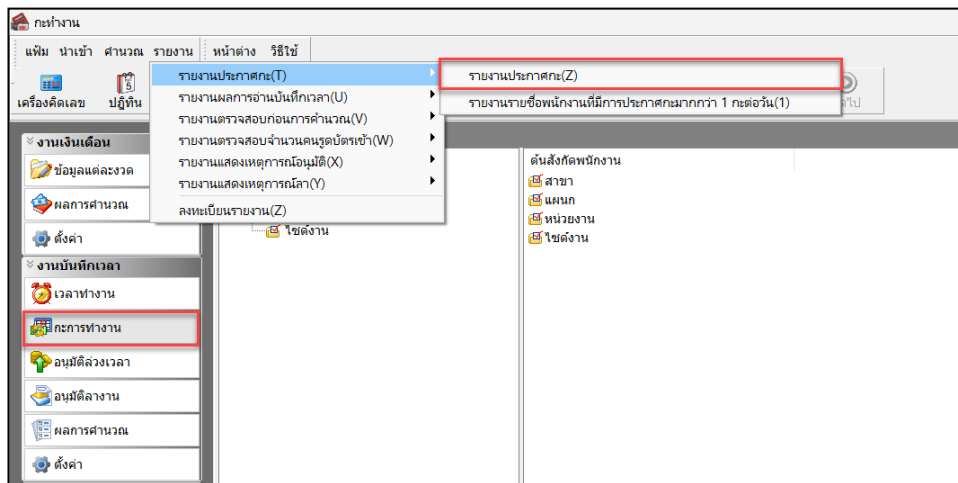 กะทำงาน
แฟ้ม นำเข้า คำนวณ รายงาน หน้าต่าง วิธีใช้
เครื่องคิดเลข ปฏิทิน
รายงานประกาศกะ(T)
รายงานผลการอ่านบันทึกเวลา(U)
รายงานตรวจสอบก่อนการคำนวณ(V)
รายงานตรวจสอบจำนวนคนรูดบัตรเข้า(W)
รายงานแสดงเหตุการณ์อนุมัติ(X)
รายงานแสดงเหตุการณ์ลา(Y)
ลงทะเบียนรายงาน(Z)
รายงานประกาศกะ(Z)
รายงานรายชื่อพนักงานที่มีการประกาศกะมากกว่า 1 กะต่อวัน(1)
งานเงินเดือน
ข้อมูลแต่ละงวด
ผลการคำนวณ
ตั้งค่า
งานบันทึกเวลา
เวลาทำงาน
กะการทำงาน
อนุมัติล่วงเวลา
อนุมัติลางาน
ผลการคำนวณ
ตั้งค่า
ไซด์งาน
ต้นสังกัดพนักงาน
สาขา
แผนก
หน่วยงาน
ไซด์งาน